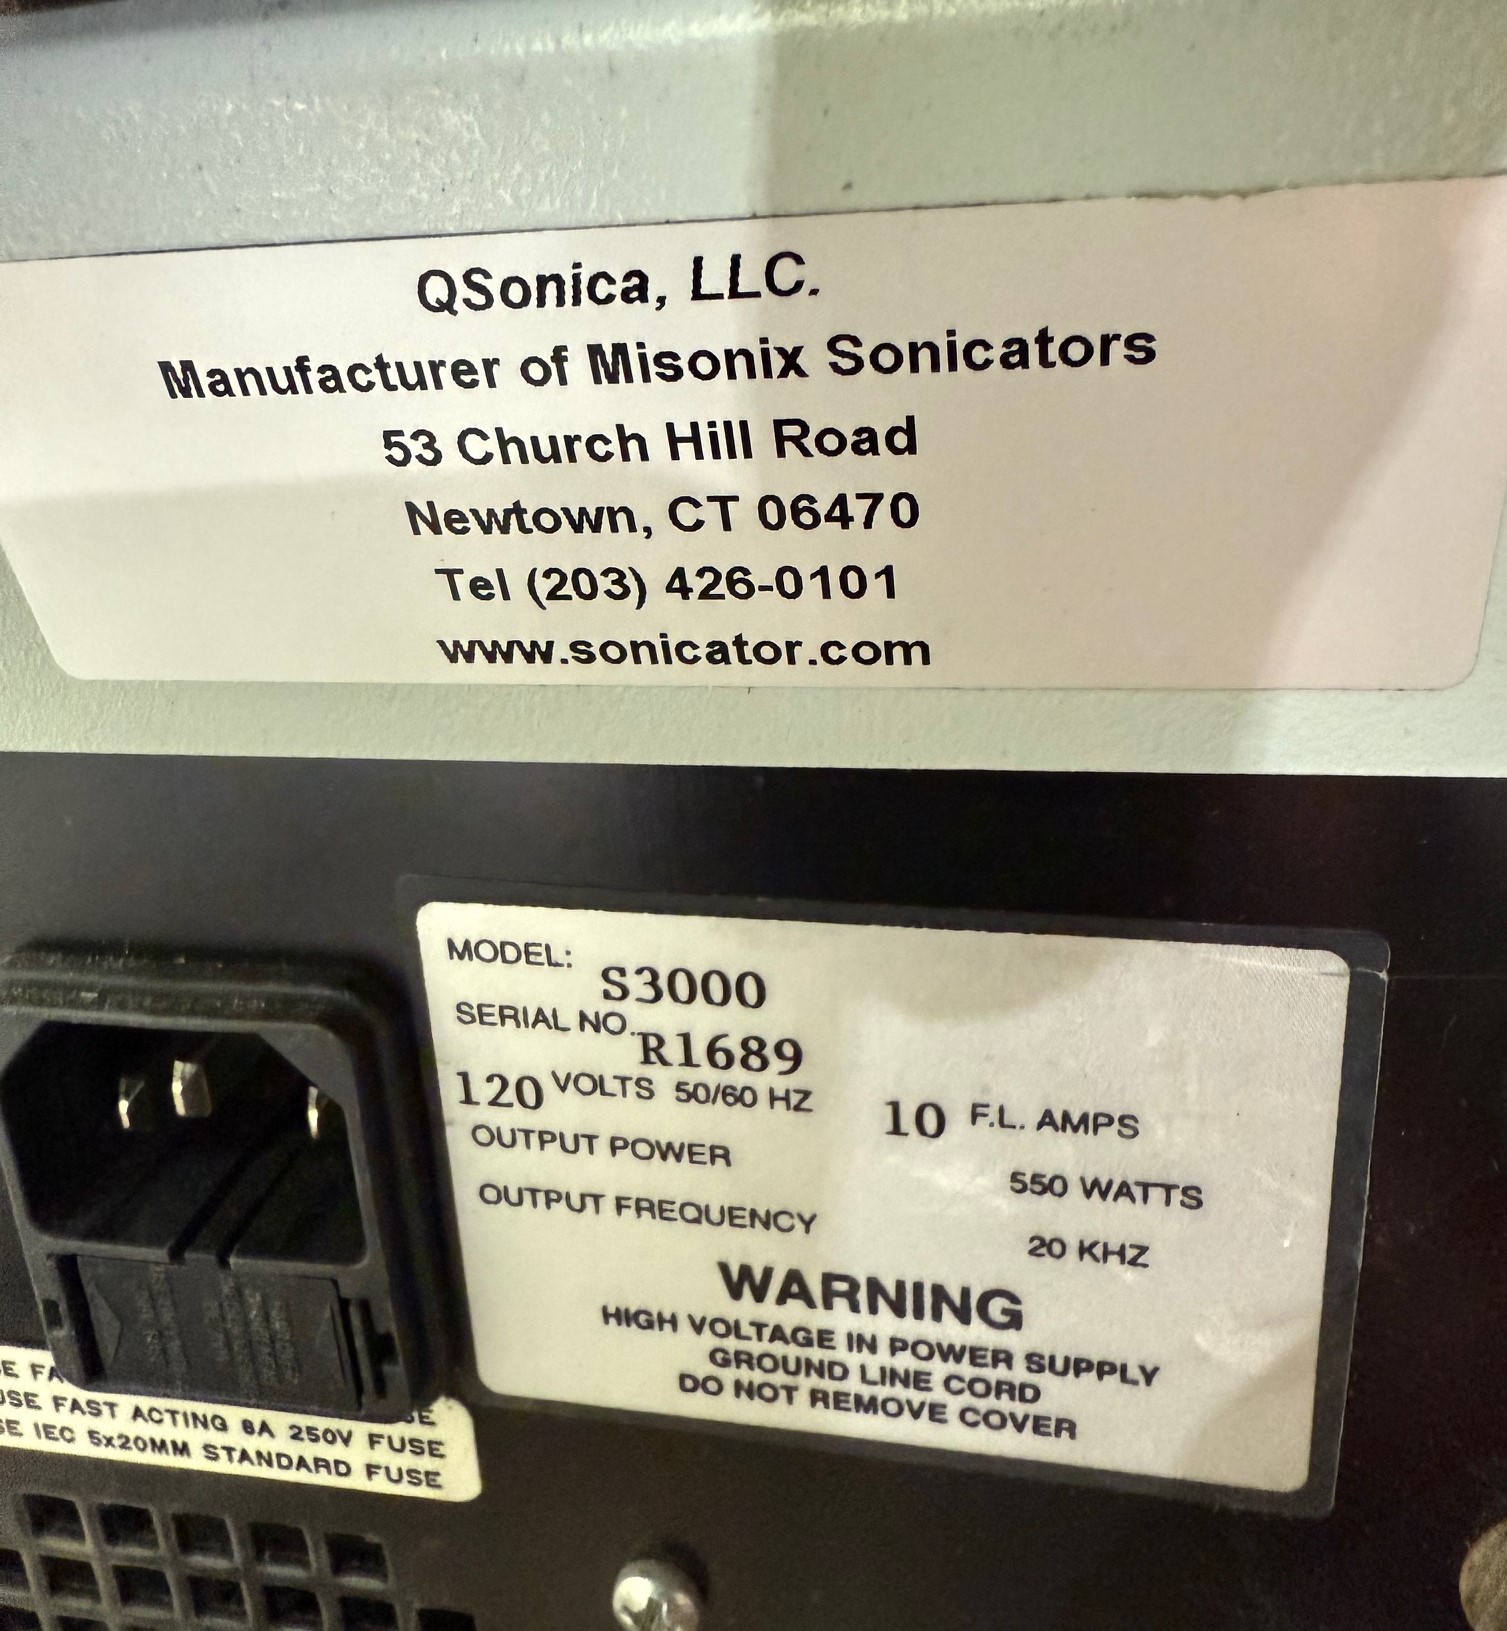 QSonica, LLC.
Manufacturer of Misonix Sonicators
53 Church Hill Road
Newtown, CT 06470
Tel (203) 426-0101
www.sonicator.com
MODEL: S3000
SERIAL NO. R1689
120 VOLTS 50/60 HZ 10 F.L. AMPS
OUTPUT POWER 550 WATTS
OUTPUT FREQUENCY 20 KHZ
WARNING
HIGH VOLTAGE IN POWER SUPPLY
GROUND LINE CORD
DO NOT REMOVE COVER
FAST ACTING 8A 250V FUSE
IEC 5x20MM STANDARD FUSE